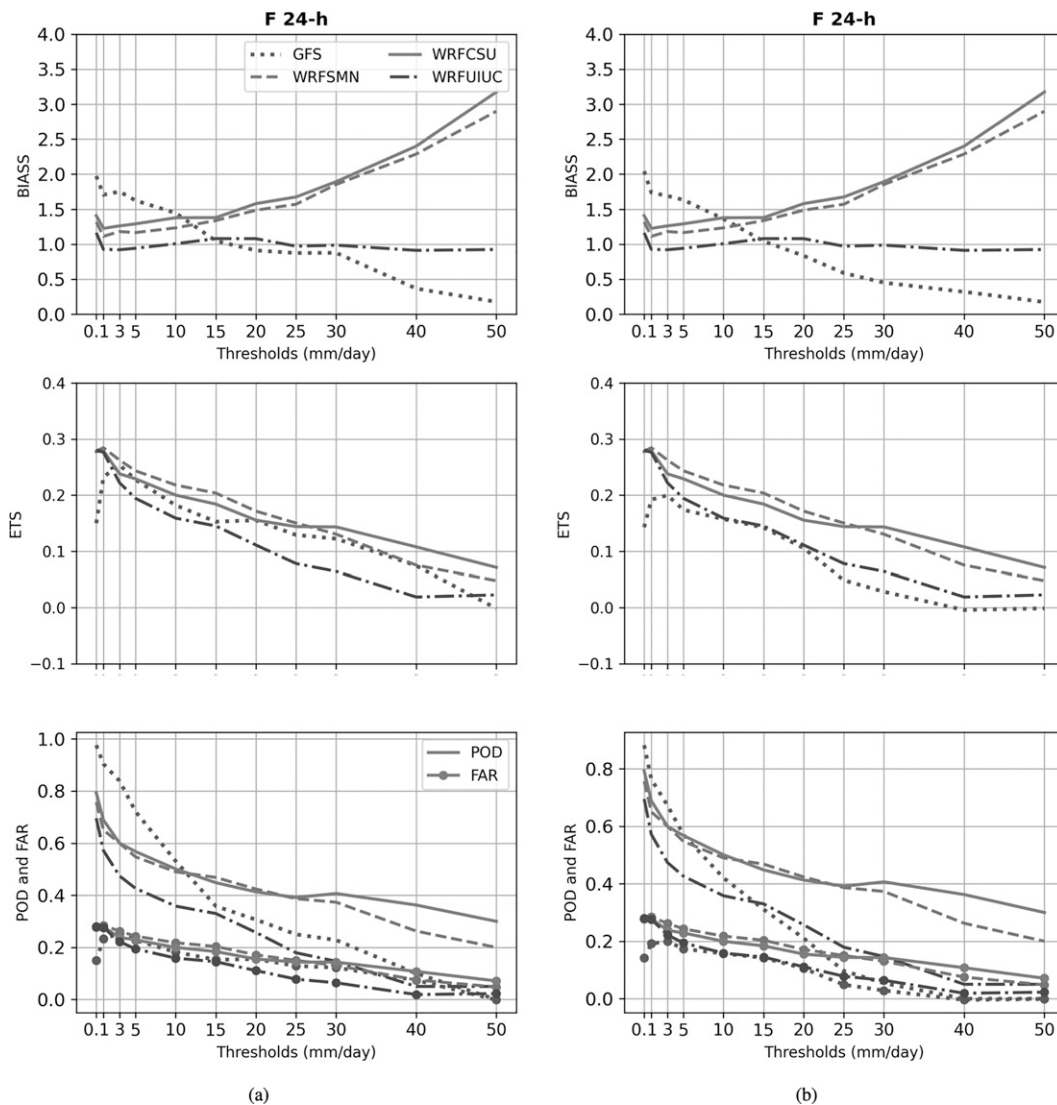 F 24-h
4.0
3.5
3.0
2.5
2.0
1.5
1.0
0.5
0.0
BIASS
GFS
WRFSMN
WRFCSU
WRFUIUC
0.1 1 3 5 10 15 20 25 30 40 50
Thresholds (mm/day)
F 24-h
4.0
3.5
3.0
2.5
2.0
1.5
1.0
0.5
0.0
BIASS
0.1 1 3 5 10 15 20 25 30 40 50
Thresholds (mm/day)
0.4
0.3
0.2
0.1
0.0
−0.1
ETS
0.4
0.3
0.2
0.1
0.0
−0.1
ETS
1.0
0.8
0.6
0.4
0.2
0.0
POD and FAR
POD
FAR
0.1 1 3 5 10 15 20 25 30 40 50
Thresholds (mm/day)
0.8
0.6
0.4
0.2
0.0
POD and FAR
0.1 1 3 5 10 15 20 25 30 40 50
Thresholds (mm/day)
(a)
(b)